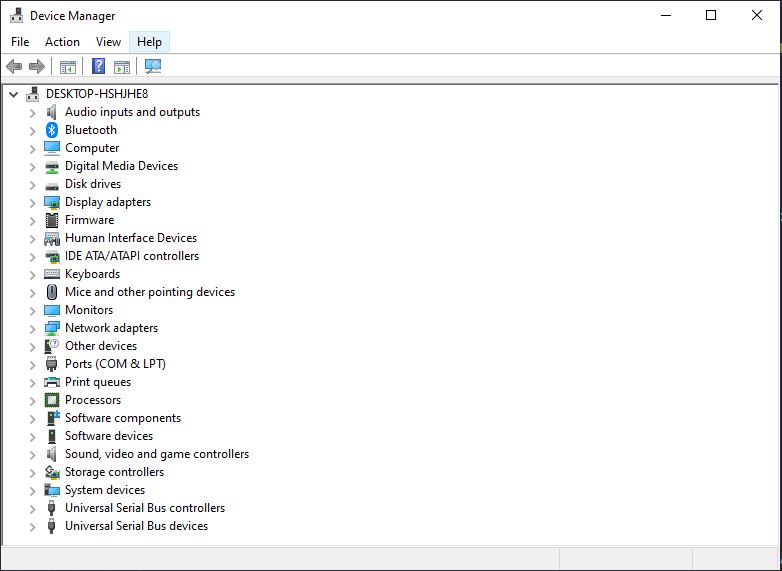 Device Manager
File Action View Help
DESKTOP-HSHJHE8
Audio inputs and outputs
Bluetooth
Computer
Digital Media Devices
Disk drives
Display adapters
Firmware
Human Interface Devices
IDE ATA/ATAPI controllers
Keyboards
Mice and other pointing devices
Monitors
Network adapters
Other devices
Ports (COM & LPT)
Print queues
Processors
Software components
Software devices
Sound, video and game controllers
Storage controllers
System devices
Universal Serial Bus controllers
Universal Serial Bus devices